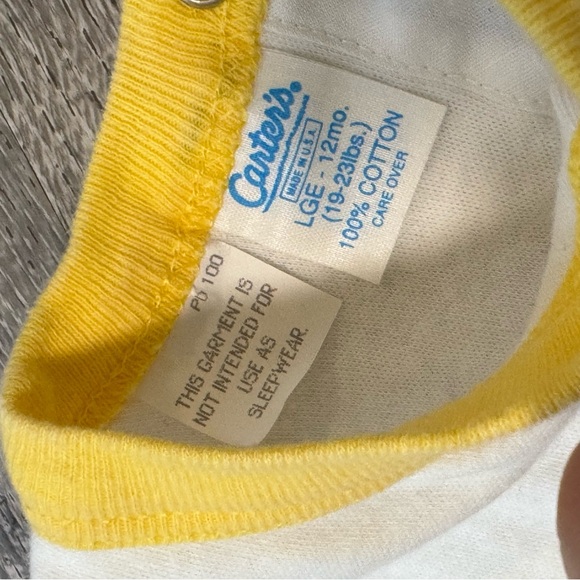 Carter's®
MADE IN U.S.A.
LGE - 12mo.
(19-23lbs.)
100% COTTON
CARE OVER
P6 100
THIS GARMENT IS
NOT INTENDED FOR
USE AS
SLEEPWEAR.